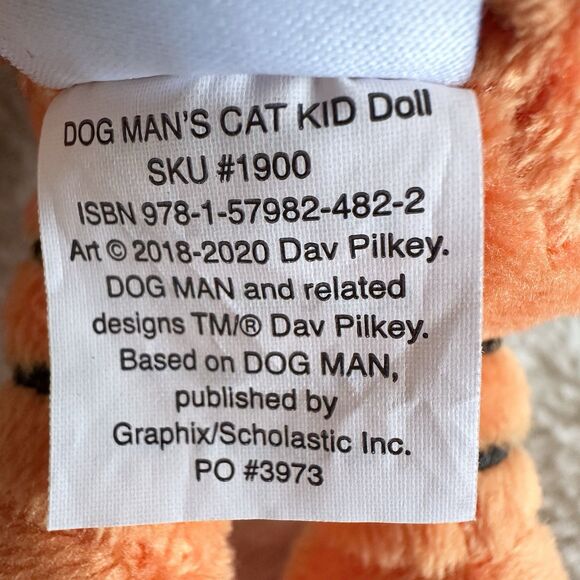 DOG MAN'S CAT KID Doll
SKU #1900
ISBN 978-1-57982-482-2
Art © 2018-2020 Dav Pilkey.
DOG MAN and related
designs TM/® Dav Pilkey.
Based on DOG MAN,
published by
Graphix/Scholastic Inc.
PO #3973